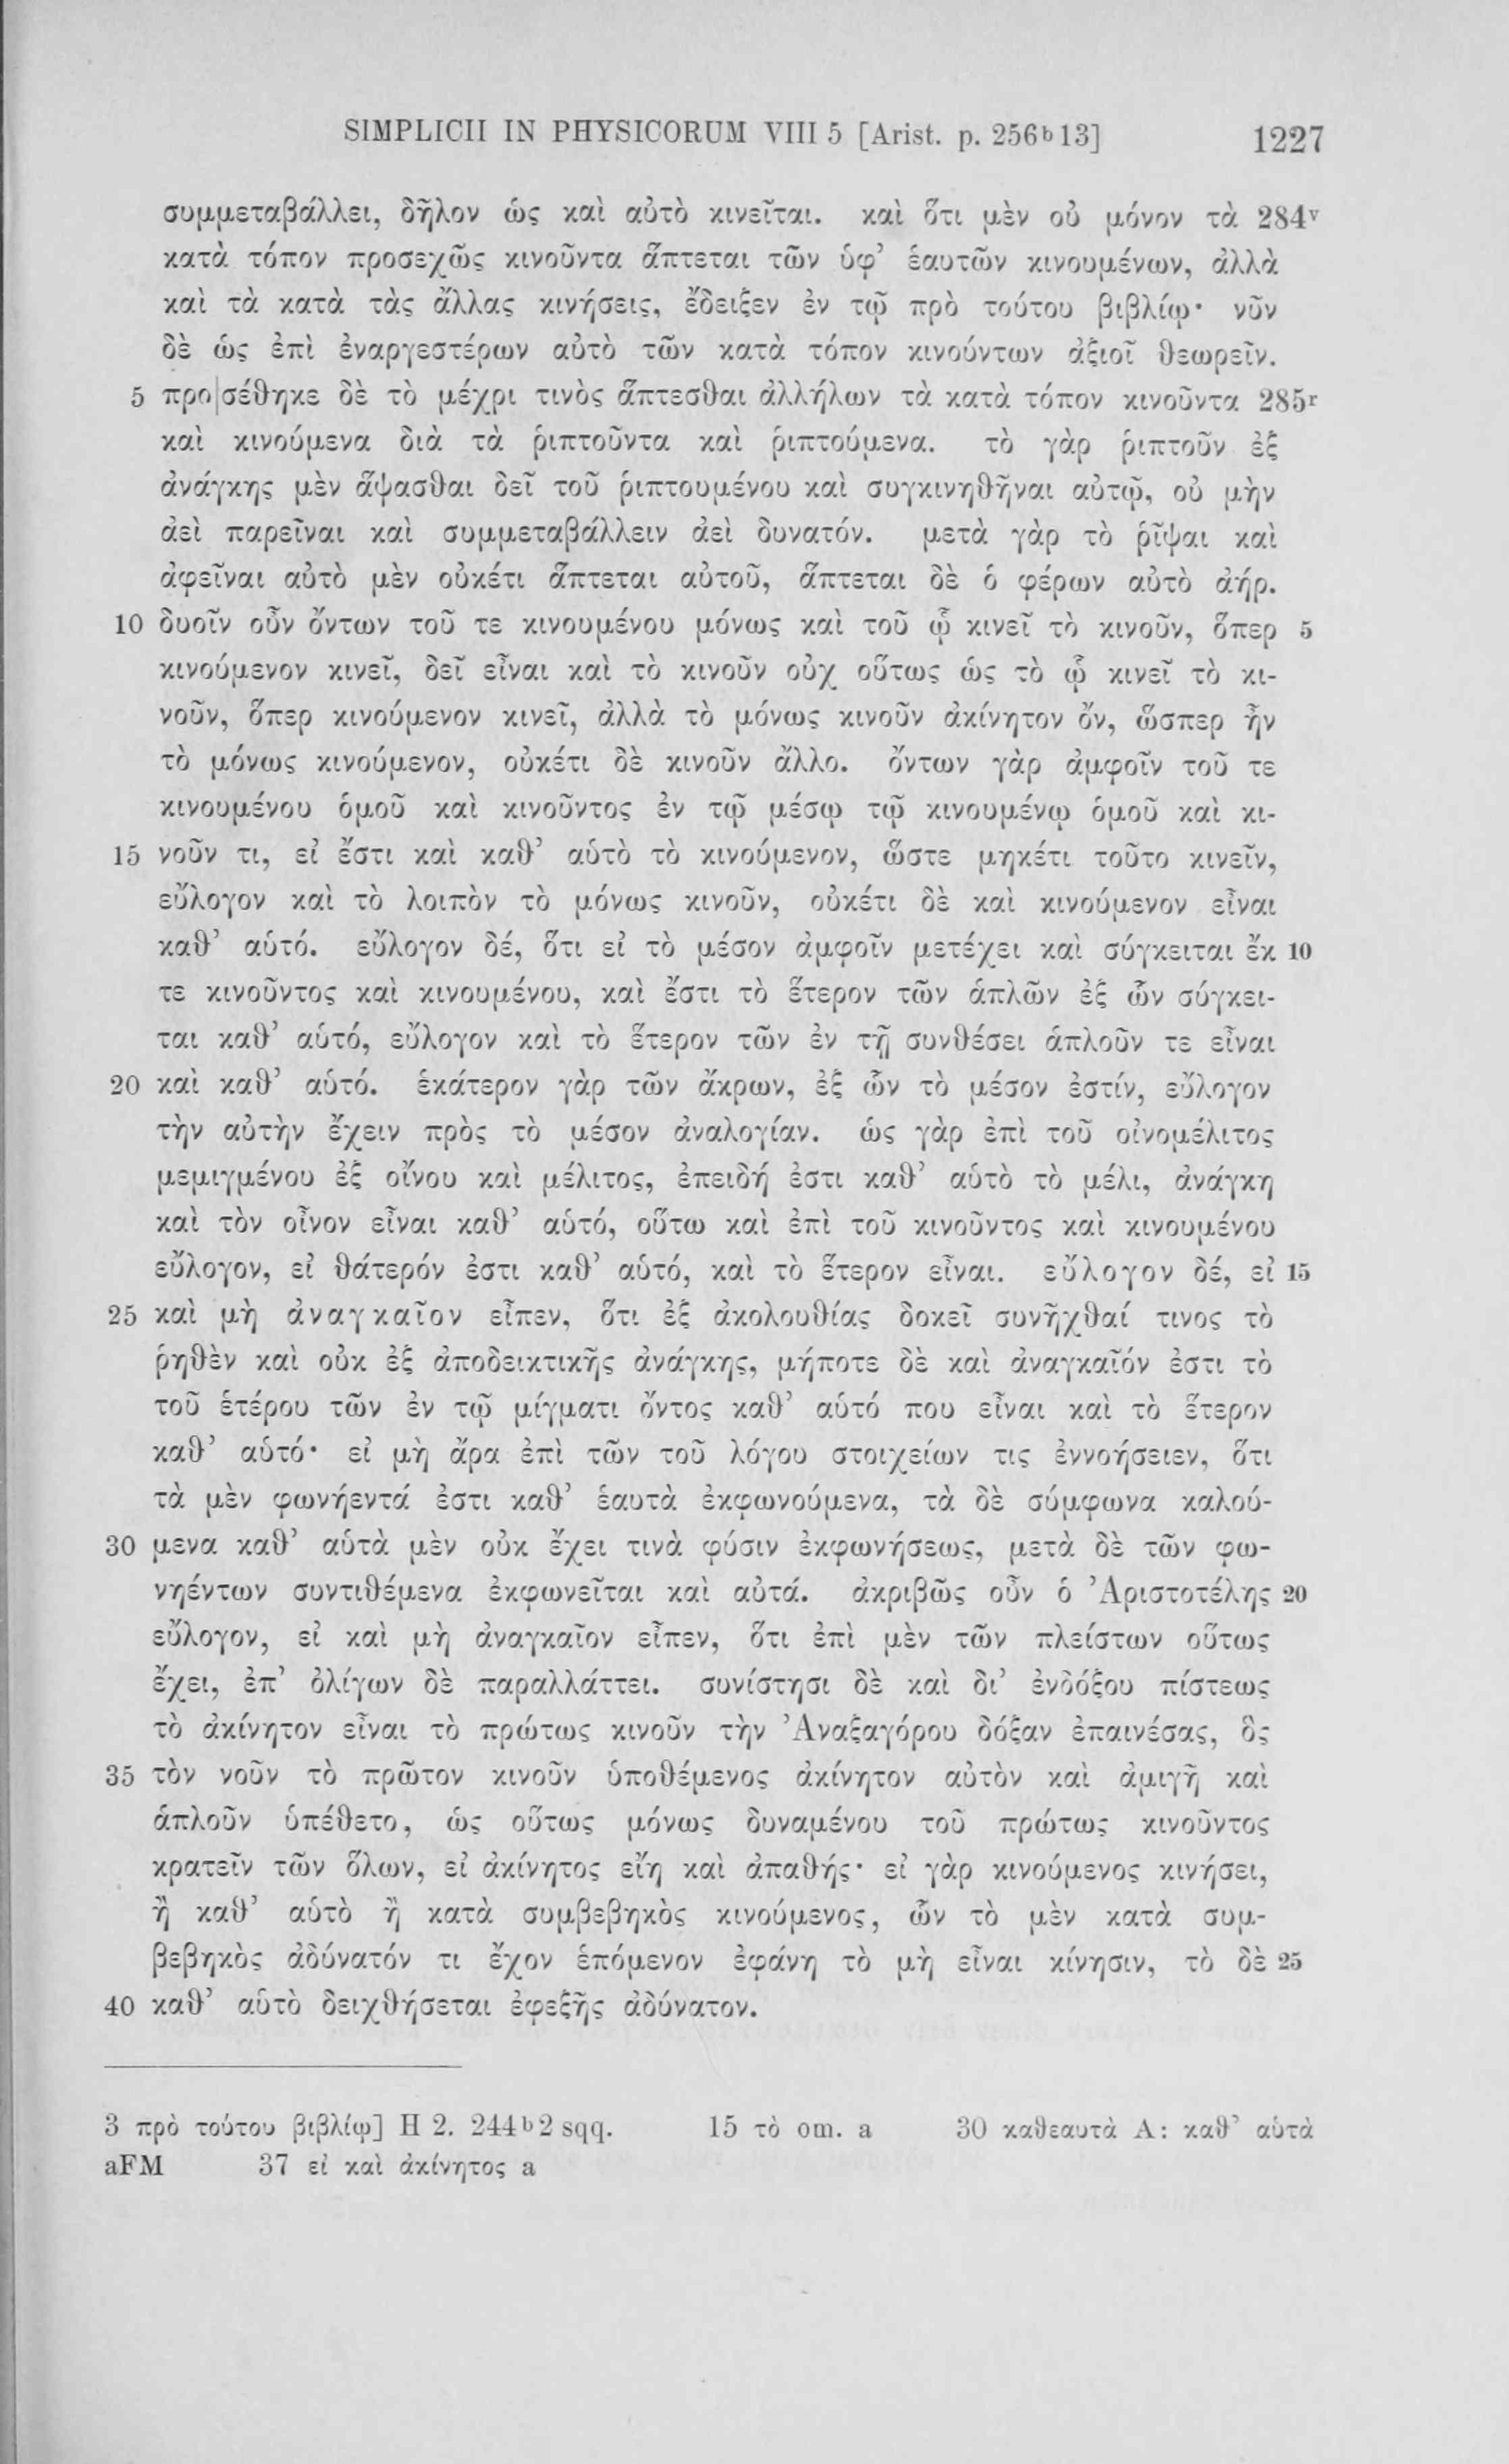 SIMPLICII IN PHYSICORUM VIII 5 [Arist. p. 256ᵇ13] 1227
συμμεταβάλλει, δῆλον ὡς καὶ αὐτὸ κινεῖται. καὶ ὅτι μὲν οὐ μόνον τὰ 284ᵛ
κατὰ τόπον προσεχῶς κινοῦντα ἅπτεται τῶν ὑφ’ ἑαυτῶν κινουμένων, ἀλλὰ
καὶ τὰ κατὰ τὰς ἄλλας κινήσεις, ἔδειξεν ἐν τῷ πρὸ τούτου βιβλίῳ· νῦν
δὲ ὡς ἐπὶ ἐναργεστέρων αὐτὸ τῶν κατὰ τόπον κινούντων ἀξιοῖ θεωρεῖν.
5 προ|σέθηκε δὲ τὸ μέχρι τινὸς ἅπτεσθαι ἀλλήλων τὰ κατὰ τόπον κινοῦντα 285ʳ
καὶ κινούμενα διὰ τὰ ῥιπτοῦντα καὶ ῥιπτούμενα. τὸ γὰρ ῥιπτοῦν ἐξ
ἀνάγκης μὲν ἅψασθαι δεῖ τοῦ ῥιπτουμένου καὶ συγκινηθῆναι αὐτῷ, οὐ μὴν
ἀεὶ παρεῖναι καὶ συμμεταβάλλειν ἀεὶ δυνατόν. μετὰ γὰρ τὸ ῥῖψαι καὶ
ἀφεῖναι αὐτὸ μὲν οὐκέτι ἅπτεται αὐτοῦ, ἅπτεται δὲ ὁ φέρων αὐτὸ ἀήρ.
10 δυοῖν οὖν ὄντων τοῦ τε κινουμένου μόνως καὶ τοῦ ᾧ κινεῖ τὸ κινοῦν, ὅπερ 5
κινούμενον κινεῖ, δεῖ εἶναι καὶ τὸ κινοῦν οὐχ οὕτως ὡς τὸ ᾧ κινεῖ τὸ κι-
νοῦν, ὅπερ κινούμενον κινεῖ, ἀλλὰ τὸ μόνως κινοῦν ἀκίνητον ὄν, ὥσπερ ἦν
τὸ μόνως κινούμενον, οὐκέτι δὲ κινοῦν ἄλλο. ὄντων γὰρ ἀμφοῖν τοῦ τε
κινουμένου ὁμοῦ καὶ κινοῦντος ἐν τῷ μέσῳ τῷ κινουμένῳ ὁμοῦ καὶ κι-
15 νοῦν τι, εἰ ἔστι καὶ καθ’ αὑτὸ τὸ κινούμενον, ὥστε μηκέτι τοῦτο κινεῖν,
εὔλογον καὶ τὸ λοιπὸν τὸ μόνως κινοῦν, οὐκέτι δὲ καὶ κινούμενον εἶναι
καθ’ αὑτό. εὔλογον δέ, ὅτι εἰ τὸ μέσον ἀμφοῖν μετέχει καὶ σύγκειται ἔκ 10
τε κινοῦντος καὶ κινουμένου, καὶ ἔστι τὸ ἕτερον τῶν ἁπλῶν ἐξ ὧν σύγκει-
ται καθ’ αὑτό, εὔλογον καὶ τὸ ἕτερον τῶν ἐν τῇ συνθέσει ἁπλοῦν τε εἶναι
20 καὶ καθ’ αὑτό. ἑκάτερον γὰρ τῶν ἄκρων, ἐξ ὧν τὸ μέσον ἐστίν, εὔλογον
τὴν αὐτὴν ἔχειν πρὸς τὸ μέσον ἀναλογίαν. ὡς γὰρ ἐπὶ τοῦ οἰνομέλιτος
μεμιγμένου ἐξ οἴνου καὶ μέλιτος, ἐπειδή ἐστι καθ’ αὑτὸ τὸ μέλι, ἀνάγκη
καὶ τὸν οἶνον εἶναι καθ’ αὑτό, οὕτω καὶ ἐπὶ τοῦ κινοῦντος καὶ κινουμένου
εὔλογον, εἰ θάτερόν ἐστι καθ’ αὑτό, καὶ τὸ ἕτερον εἶναι. εὔλογον δέ, εἰ 15
25 καὶ μὴ ἀναγκαῖον εἶπεν, ὅτι ἐξ ἀκολουθίας δοκεῖ συνῆχθαί τινος τὸ
ῥηθὲν καὶ οὐκ ἐξ ἀποδεικτικῆς ἀνάγκης, μήποτε δὲ καὶ ἀναγκαῖόν ἐστι τὸ
τοῦ ἑτέρου τῶν ἐν τῷ μίγματι ὄντος καθ’ αὑτό που εἶναι καὶ τὸ ἕτερον
καθ’ αὑτό· εἰ μὴ ἄρα ἐπὶ τῶν τοῦ λόγου στοιχείων τις ἐννοήσειεν, ὅτι
τὰ μὲν φωνήεντά ἐστι καθ’ ἑαυτὰ ἐκφωνούμενα, τὰ δὲ σύμφωνα καλού-
30 μενα καθ’ αὑτὰ μὲν οὐκ ἔχει τινὰ φύσιν ἐκφωνήσεως, μετὰ δὲ τῶν φω-
νηέντων συντιθέμενα ἐκφωνεῖται καὶ αὐτά. ἀκριβῶς οὖν ὁ Ἀριστοτέλης 20
εὔλογον, εἰ καὶ μὴ ἀναγκαῖον εἶπεν, ὅτι ἐπὶ μὲν τῶν πλείστων οὕτως
ἔχει, ἐπ’ ὀλίγων δὲ παραλλάττει. συνίστησι δὲ καὶ δι’ ἐνδόξου πίστεως
τὸ ἀκίνητον εἶναι τὸ πρώτως κινοῦν τὴν Ἀναξαγόρου δόξαν ἐπαινέσας, ὃς
35 τὸν νοῦν τὸ πρῶτον κινοῦν ὑποθέμενος ἀκίνητον αὐτὸν καὶ ἀμιγῆ καὶ
ἁπλοῦν ὑπέθετο, ὡς οὕτως μόνως δυναμένου τοῦ πρώτως κινοῦντος
κρατεῖν τῶν ὅλων, εἰ ἀκίνητος εἴη καὶ ἀπαθής· εἰ γὰρ κινούμενος κινήσει,
ἢ καθ’ αὑτὸ ἢ κατὰ συμβεβηκὸς κινούμενος, ὧν τὸ μὲν κατὰ συμ-
βεβηκὸς ἀδύνατόν τι ἔχον ἑπόμενον ἐφάνη τὸ μὴ εἶναι κίνησιν, τὸ δὲ 25
40 καθ’ αὑτὸ δειχθήσεται ἐφεξῆς ἀδύνατον.
3 πρὸ τούτου βιβλίῳ] Η 2. 244ᵇ2 sqq. 15 τὸ om. a 30 καθεαυτὰ A: καθ’ αὑτὰ
aFM 37 εἰ καὶ ἀκίνητος a